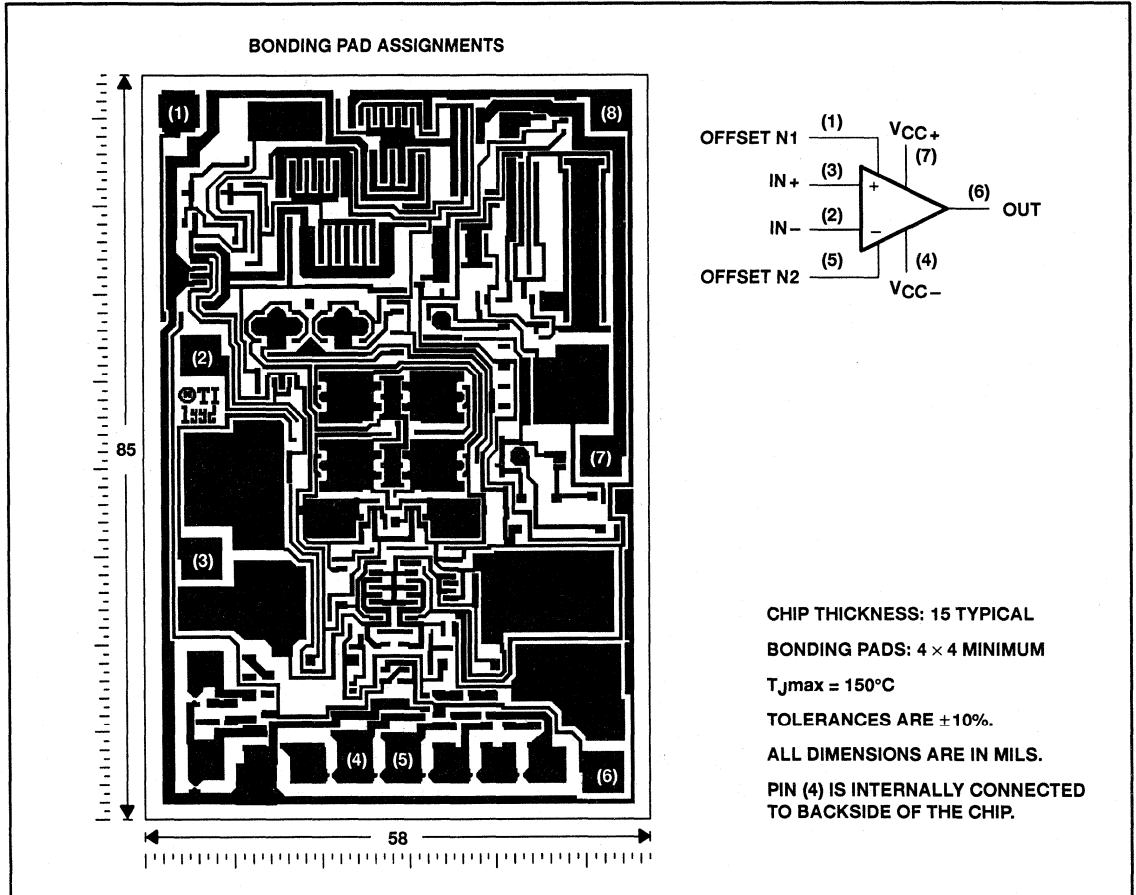 BONDING PAD ASSIGNMENTS
(1)
(8)
(2)
®TI
1992
(7)
(3)
(4)
(5)
(6)
85
58
OFFSET N1
(1)
VCC+
(7)
IN+
(3)
+
(6)
OUT
IN−
(2)
−
OFFSET N2
(5)
(4)
VCC−
CHIP THICKNESS: 15 TYPICAL
BONDING PADS: 4 × 4 MINIMUM
TJmax = 150°C
TOLERANCES ARE ±10%.
ALL DIMENSIONS ARE IN MILS.
PIN (4) IS INTERNALLY CONNECTED
TO BACKSIDE OF THE CHIP.